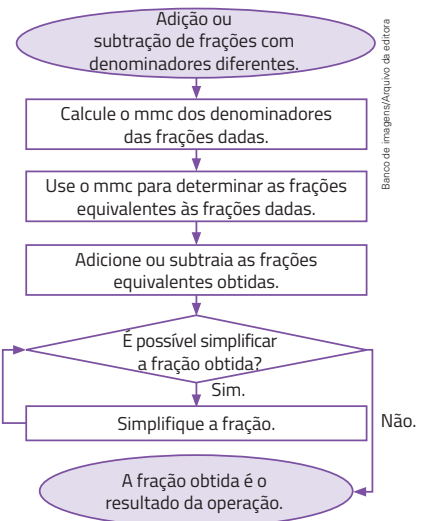 Adição ou
subtração de frações com
denominadores diferentes.
Calcule o mmc dos denominadores
das frações dadas.
Use o mmc para determinar as frações
equivalentes às frações dadas.
Adicione ou subtraia as frações
equivalentes obtidas.
É possível simplificar
a fração obtida?
Sim.
Simplifique a fração.
Não.
A fração obtida é o
resultado da operação.
Banco de imagens/Arquivo da editora